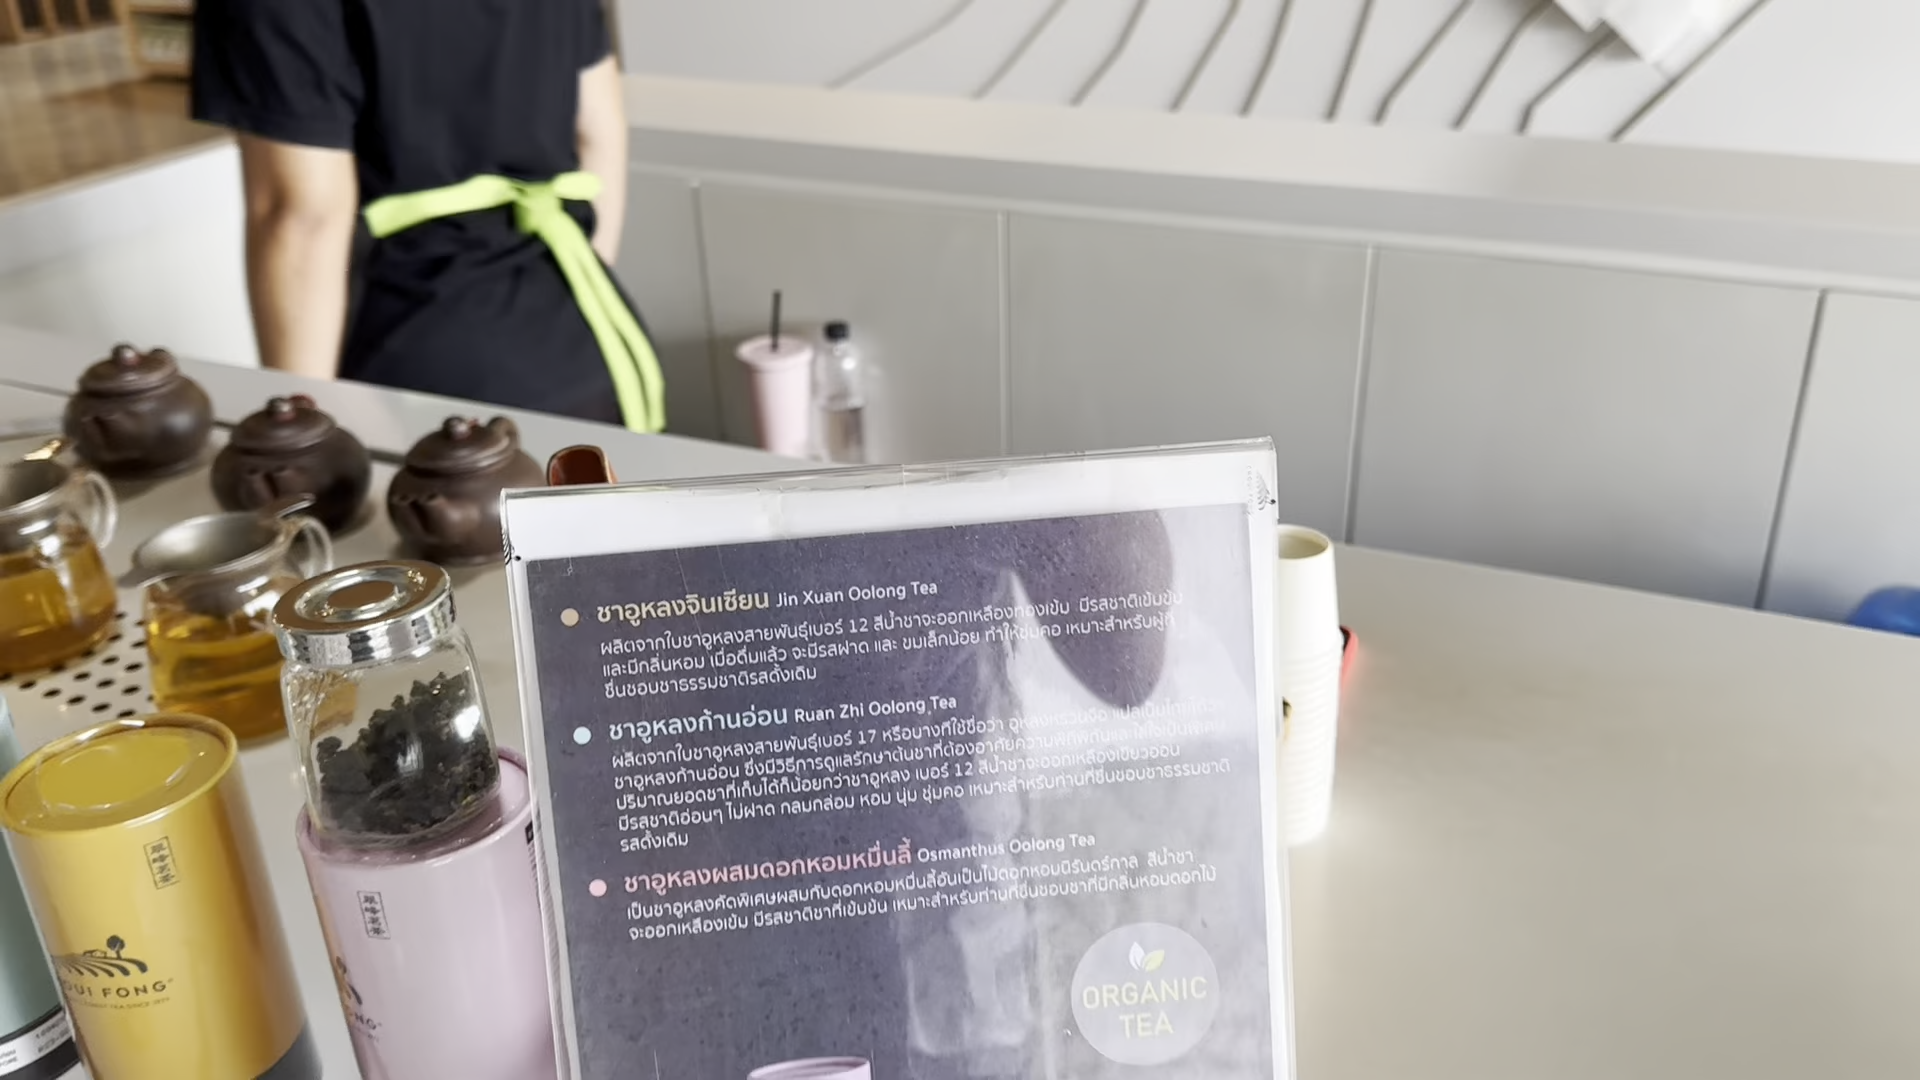 ชาอูหลงจินเซียน Jin Xuan Oolong Tea
ผลิตจากใบชาอูหลงสายพันธุ์เบอร์ 12 สีน้ำชาจะออกเหลืองทองเข้ม มีรสชาติเข้มข้น
และมีกลิ่นหอม เมื่อดื่มแล้ว จะมีรสฝาด และ ขมเล็กน้อย ทำให้ชุ่มคอ เหมาะสำหรับผู้ที่
ชื่นชอบชาธรรมชาติรสดั้งเดิม
ชาอูหลงก้านอ่อน Ruan Zhi Oolong Tea
ผลิตจากใบชาอูหลงสายพันธุ์เบอร์ 17 หรือบางที่ใช้ชื่อว่า
ชาอูหลงก้านอ่อน ซึ่งมีวิธีการดูแลรักษาต้นชาที่ต้องอาศัยความพิถีพิถันและใส่ใจเป็นพิเศษ
ปริมาณยอดชาที่เก็บได้ก็น้อยกว่าชาอูหลง เบอร์ 12 สีน้ำชาจะออกเหลืองเขียวอ่อน
มีรสชาติอ่อนๆ ไม่ฝาด กลมกล่อม หอม นุ่ม ชุ่มคอ เหมาะสำหรับท่านที่ชื่นชอบชาธรรมชาติ
รสดั้งเดิม
ชาอูหลงผสมดอกหอมหมื่นลี้ Osmanthus Oolong Tea
เป็นชาอูหลงคัดพิเศษผสมกับดอกหอมหมื่นลี้อันเป็นไม้ดอกหอมนิรันดร์กาล สีน้ำชา
จะออกเหลืองเข้ม มีรสชาติชาที่เข้มข้น เหมาะสำหรับท่านที่ชื่นชอบชาที่มีกลิ่นหอมดอกไม้
ORGANIC
TEA
OUI FONG